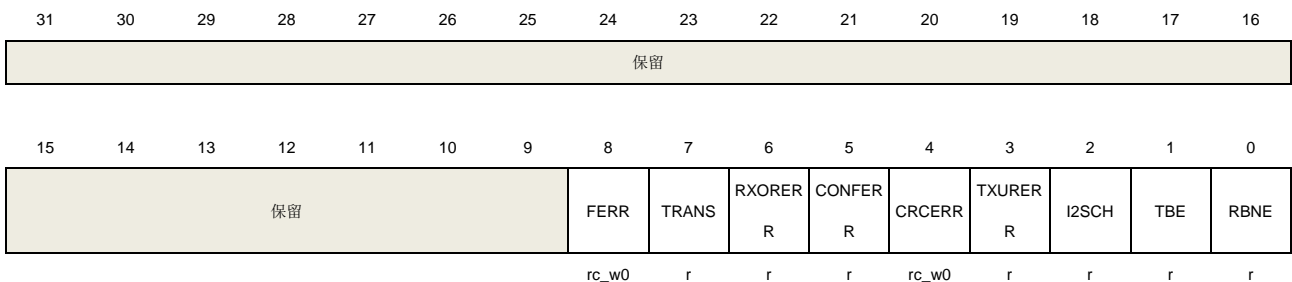 31 30 29 28 27 26 25 24 23 22 21 20 19 18 17 16
保留
15 14 13 12 11 10 9 8 7 6 5 4 3 2 1 0
保留 FERR TRANS RXORER R CONFER R CRCERR TXURER R I2SCH TBE RBNE
rc_w0 r r r rc_w0 r r r r